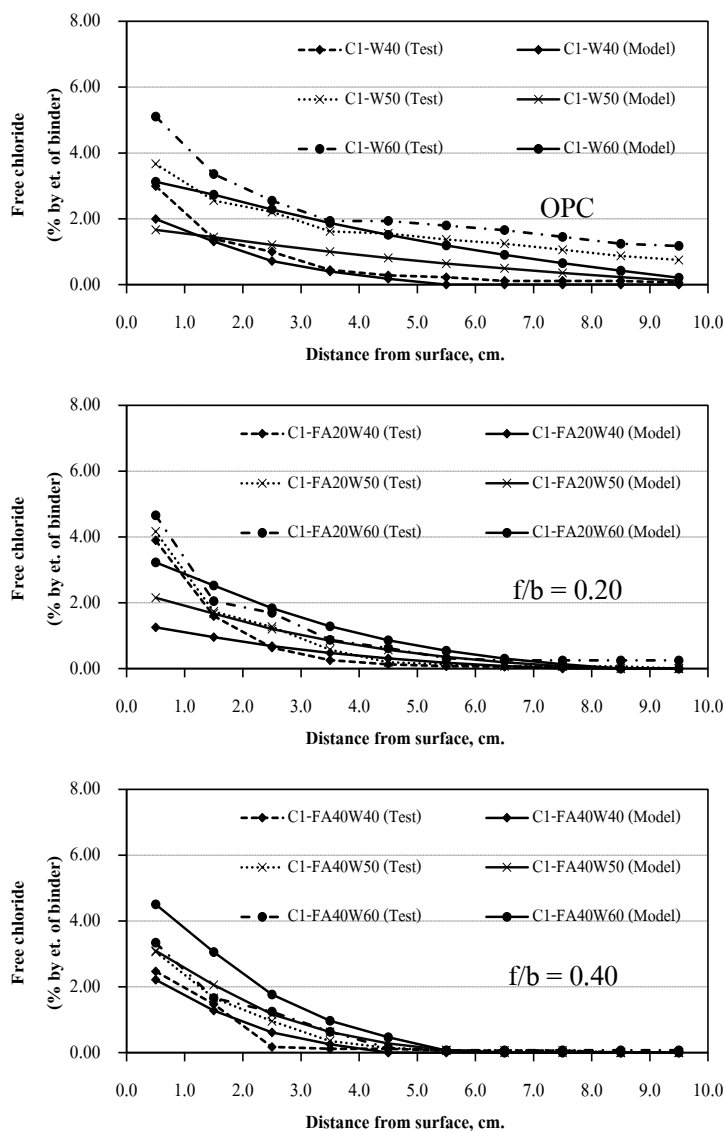 8.00
C1-W40 (Test) C1-W40 (Model)
6.00
C1-W50 (Test) C1-W50 (Model)
4.00
C1-W60 (Test) C1-W60 (Model)
2.00
OPC
0.00
0.0 1.0 2.0 3.0 4.0 5.0 6.0 7.0 8.0 9.0 10.0
Distance from surface, cm.
Free chloride
(% by et. of binder)
8.00
C1-FA20W40 (Test) C1-FA20W40 (Model)
6.00
C1-FA20W50 (Test) C1-FA20W50 (Model)
4.00
C1-FA20W60 (Test) C1-FA20W60 (Model)
f/b = 0.20
2.00
0.00
0.0 1.0 2.0 3.0 4.0 5.0 6.0 7.0 8.0 9.0 10.0
Distance from surface, cm.
Free chloride
(% by et. of binder)
8.00
C1-FA40W40 (Test) C1-FA40W40 (Model)
6.00
C1-FA40W50 (Test) C1-FA40W50 (Model)
4.00
C1-FA40W60 (Test) C1-FA40W60 (Model)
f/b = 0.40
2.00
0.00
0.0 1.0 2.0 3.0 4.0 5.0 6.0 7.0 8.0 9.0 10.0
Distance from surface, cm.
Free chloride
(% by et. of binder)